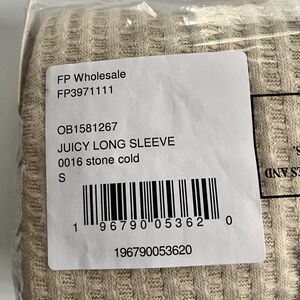 FP Wholesale
FP3971111
OB1581267
JUICY LONG SLEEVE
0016 stone cold
S
1 96790 05362 0
196790053620